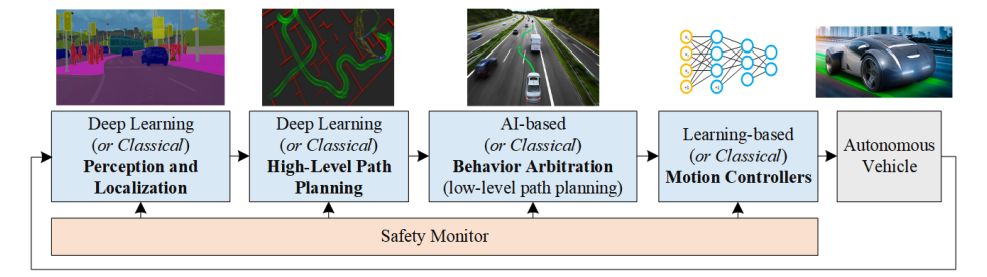 Deep Learning
(or Classical)
Perception and
Localization
Deep Learning
(or Classical)
High-Level Path
Planning
AI-based
(or Classical)
Behavior Arbitration
(low-level path planning)
Learning-based
(or Classical)
Motion Controllers
Autonomous
Vehicle
Safety Monitor